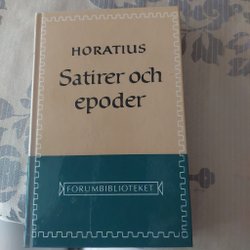 HORATIUS
Satirer och
epoder
FORUMBIBLIOTEKET